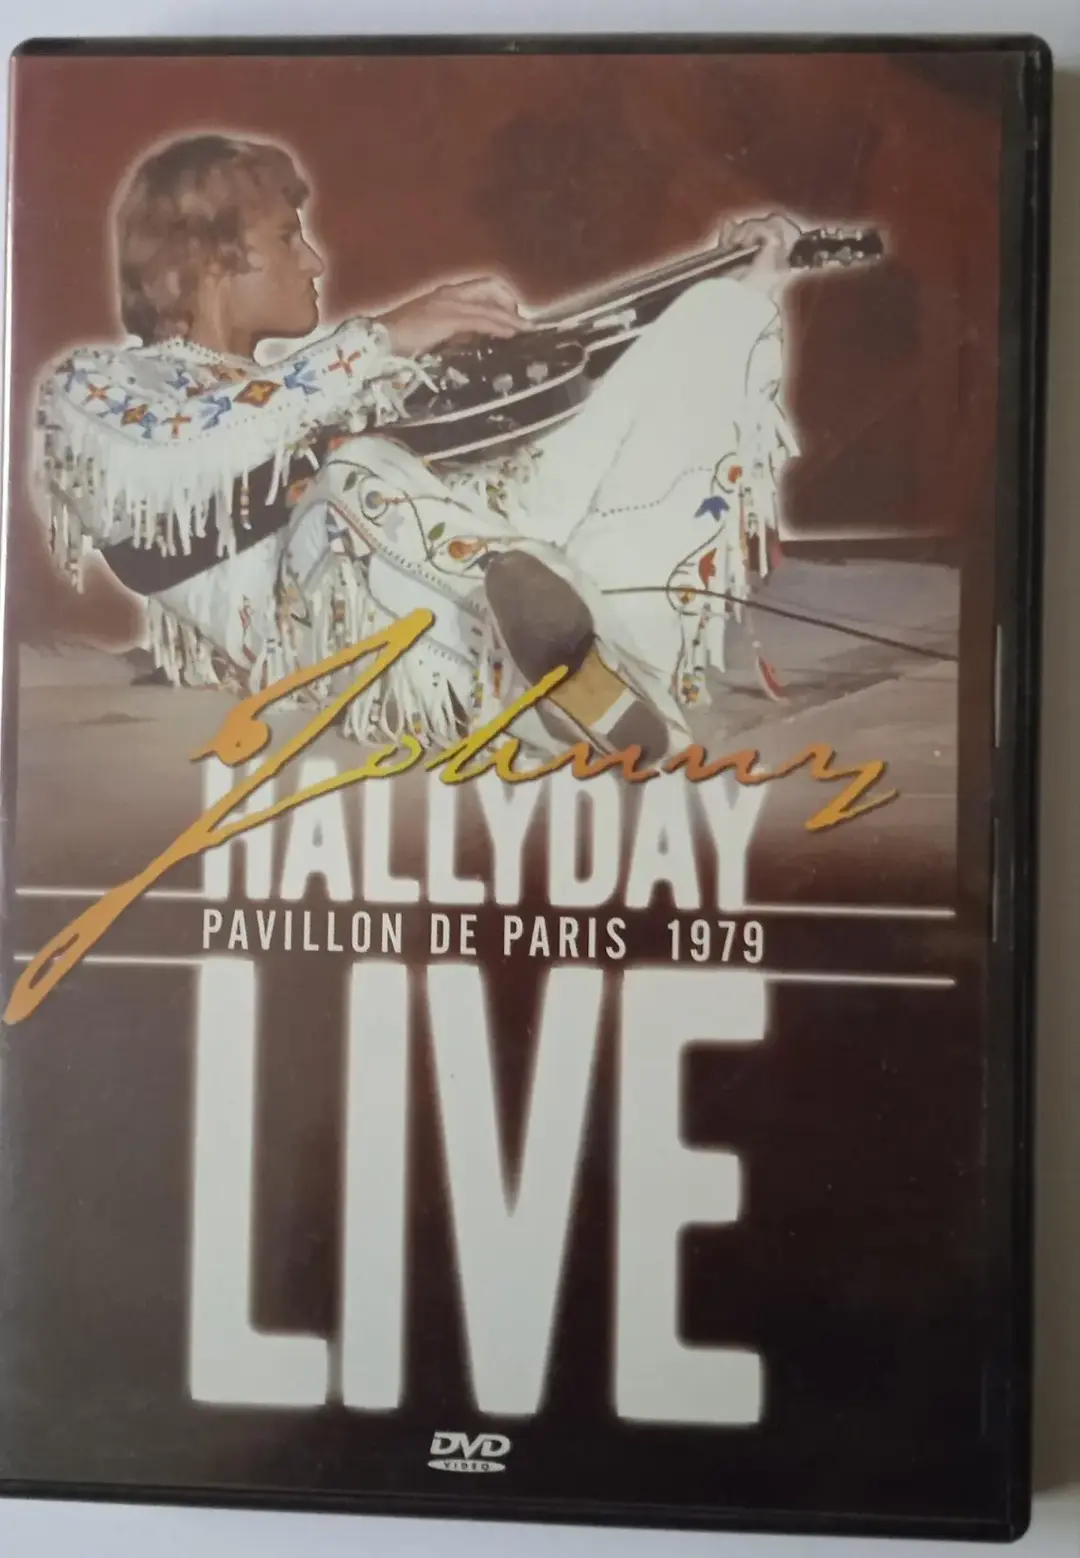 Johnny
HALLYDAY
PAVILLON DE PARIS 1979
LIVE
DVD
VIDEO